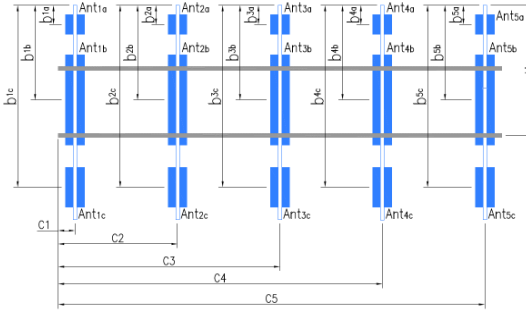 Ant1a Ant2a Ant3a Ant4a Ant5a
b1a b2a b3a b4a b5a
Ant1b Ant2b Ant3b Ant4b Ant5b
b1b b2b b3b b4b b5b
b1c b2c b3c b4c b5c
Ant1c Ant2c Ant3c Ant4c Ant5c
C1
C2
C3
C4
C5